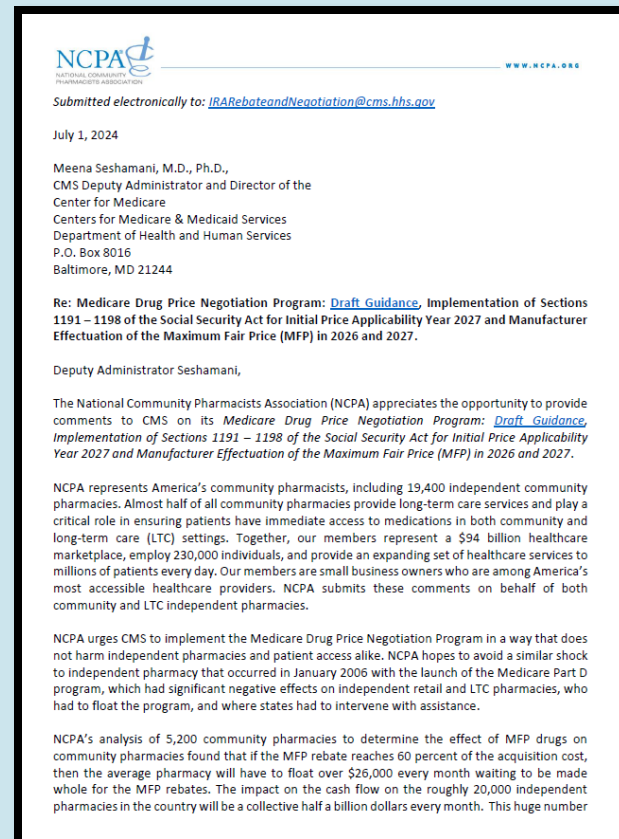 NCPA
NATIONAL COMMUNITY
PHARMACISTS ASSOCIATION
WWW.NCPA.ORG
Submitted electronically to: IRARebateandNegotiation@cms.hhs.gov
July 1, 2024
Meena Seshamani, M.D., Ph.D.,
CMS Deputy Administrator and Director of the
Center for Medicare
Centers for Medicare & Medicaid Services
Department of Health and Human Services
P.O. Box 8016
Baltimore, MD 21244
Re: Medicare Drug Price Negotiation Program: Draft Guidance, Implementation of Sections
1191 – 1198 of the Social Security Act for Initial Price Applicability Year 2027 and Manufacturer
Effectuation of the Maximum Fair Price (MFP) in 2026 and 2027.
Deputy Administrator Seshamani,
The National Community Pharmacists Association (NCPA) appreciates the opportunity to provide
comments to CMS on its Medicare Drug Price Negotiation Program: Draft Guidance,
Implementation of Sections 1191 – 1198 of the Social Security Act for Initial Price Applicability
Year 2027 and Manufacturer Effectuation of the Maximum Fair Price (MFP) in 2026 and 2027.
NCPA represents America's community pharmacists, including 19,400 independent community
pharmacies. Almost half of all community pharmacies provide long-term care services and play a
critical role in ensuring patients have immediate access to medications in both community and
long-term care (LTC) settings. Together, our members represent a $94 billion healthcare
marketplace, employ 230,000 individuals, and provide an expanding set of healthcare services to
millions of patients every day. Our members are small business owners who are among America's
most accessible healthcare providers. NCPA submits these comments on behalf of both
community and LTC independent pharmacies.
NCPA urges CMS to implement the Medicare Drug Price Negotiation Program in a way that does
not harm independent pharmacies and patient access alike. NCPA hopes to avoid a similar shock
to independent pharmacy that occurred in January 2006 with the launch of the Medicare Part D
program, which had significant negative effects on independent retail and LTC pharmacies, who
had to float the program, and where states had to intervene with assistance.
NCPA's analysis of 5,200 community pharmacies to determine the effect of MFP drugs on
community pharmacies found that if the MFP rebate reaches 60 percent of the acquisition cost,
then the average pharmacy will have to float over $26,000 every month waiting to be made
whole for the MFP rebates. The impact on the cash flow on the roughly 20,000 independent
pharmacies in the country will be a collective half a billion dollars every month. This huge number